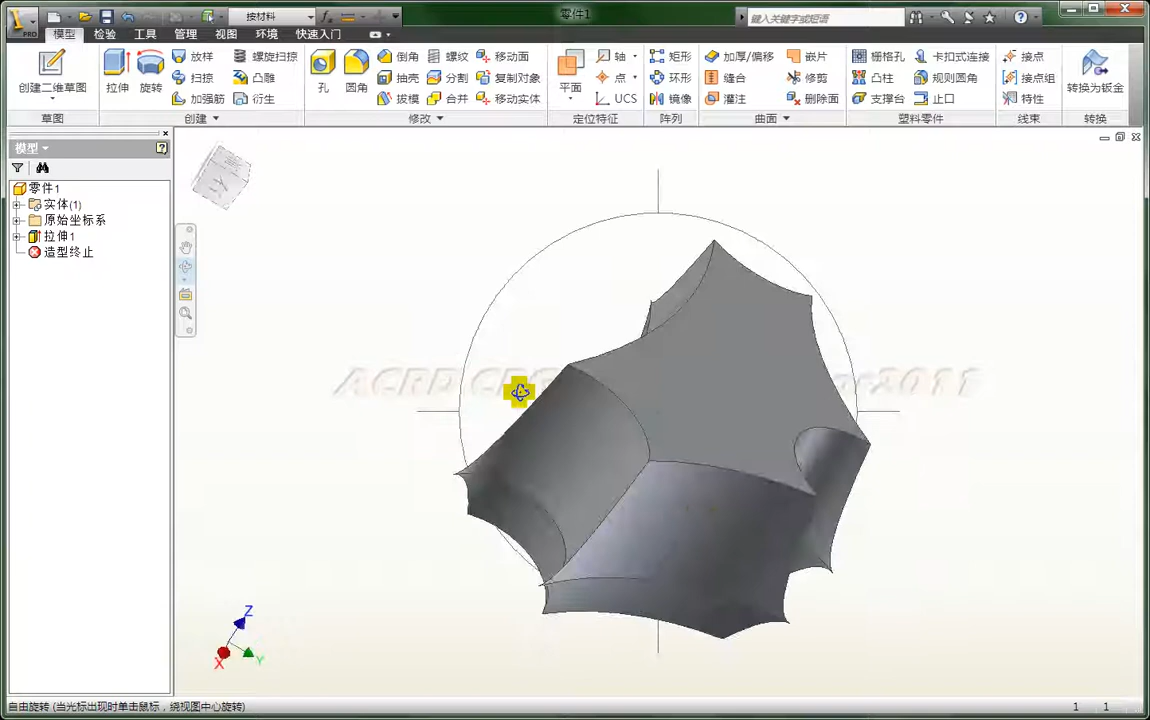 PRO
按材料
零件1
键入关键字或短语
模型 检验 工具 管理 视图 环境 快速入门
创建二维草图
拉伸 旋转
放样 螺旋扫掠
扫掠 凸雕
加强筋 衍生
孔 圆角
倒角 螺纹 移动面
抽壳 分割 复制对象
拔模 合并 移动实体
平面
轴
点
UCS
矩形
环形
镜像
加厚/偏移 嵌片
缝合 修剪
灌注 删除面
栅格孔 卡扣式连接
凸柱 规则圆角
支撑台 止口
接点
接点组
特性
转换为钣金
草图 创建 修改 定位特征 阵列 曲面 塑料零件 线束 转换
模型
零件1
实体(1)
原始坐标系
拉伸1
造型终止
Z
X
Y
自由旋转 (当光标出现时单击鼠标，绕视图中心旋转)
1 1